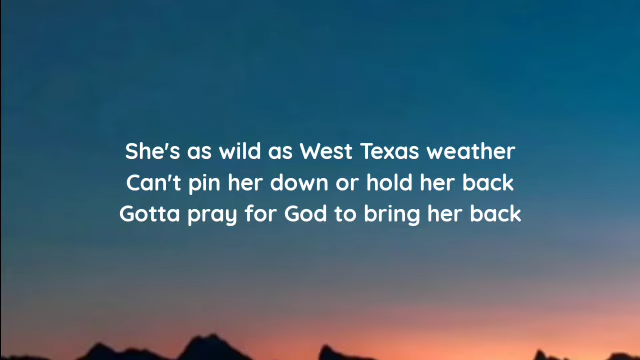 She's as wild as West Texas weather
Can't pin her down or hold her back
Gotta pray for God to bring her back